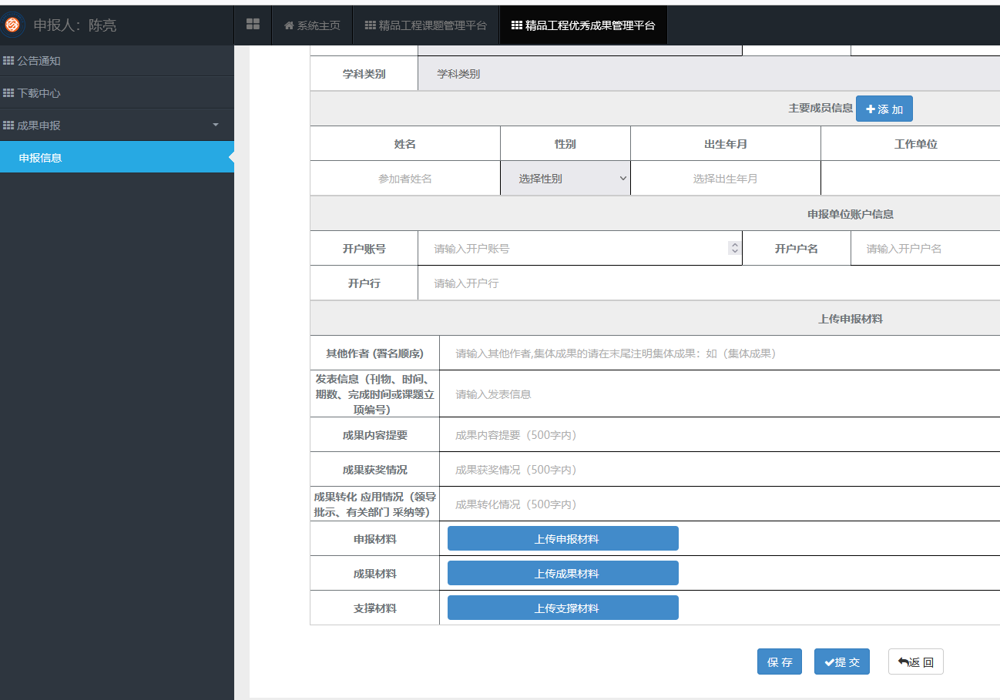 申报人：陈亮
系统主页
精品工程课题管理平台
精品工程优秀成果管理平台
公告通知
下载中心
成果申报
申报信息
学科类别 学科类别
主要成员信息 添 加
姓名 性别 出生年月 工作单位
参加者姓名 选择性别 选择出生年月
申报单位账户信息
开户账号 请输入开户账号 开户户名 请输入开户户名
开户行 请输入开户行
上传申报材料
其他作者 (署名顺序) 请输入其他作者,集体成果的请在末尾注明集体成果：如（集体成果）
发表信息（刊物、时间、
期数、完成时间或课题立
项编号） 请输入发表信息
成果内容提要 成果内容提要（500字内）
成果获奖情况 成果获奖情况（500字内）
成果转化 应用情况（领导
批示、有关部门 采纳等） 成果转化情况（500字内）
申报材料 上传申报材料
成果材料 上传成果材料
支撑材料 上传支撑材料
保 存 提 交 返 回